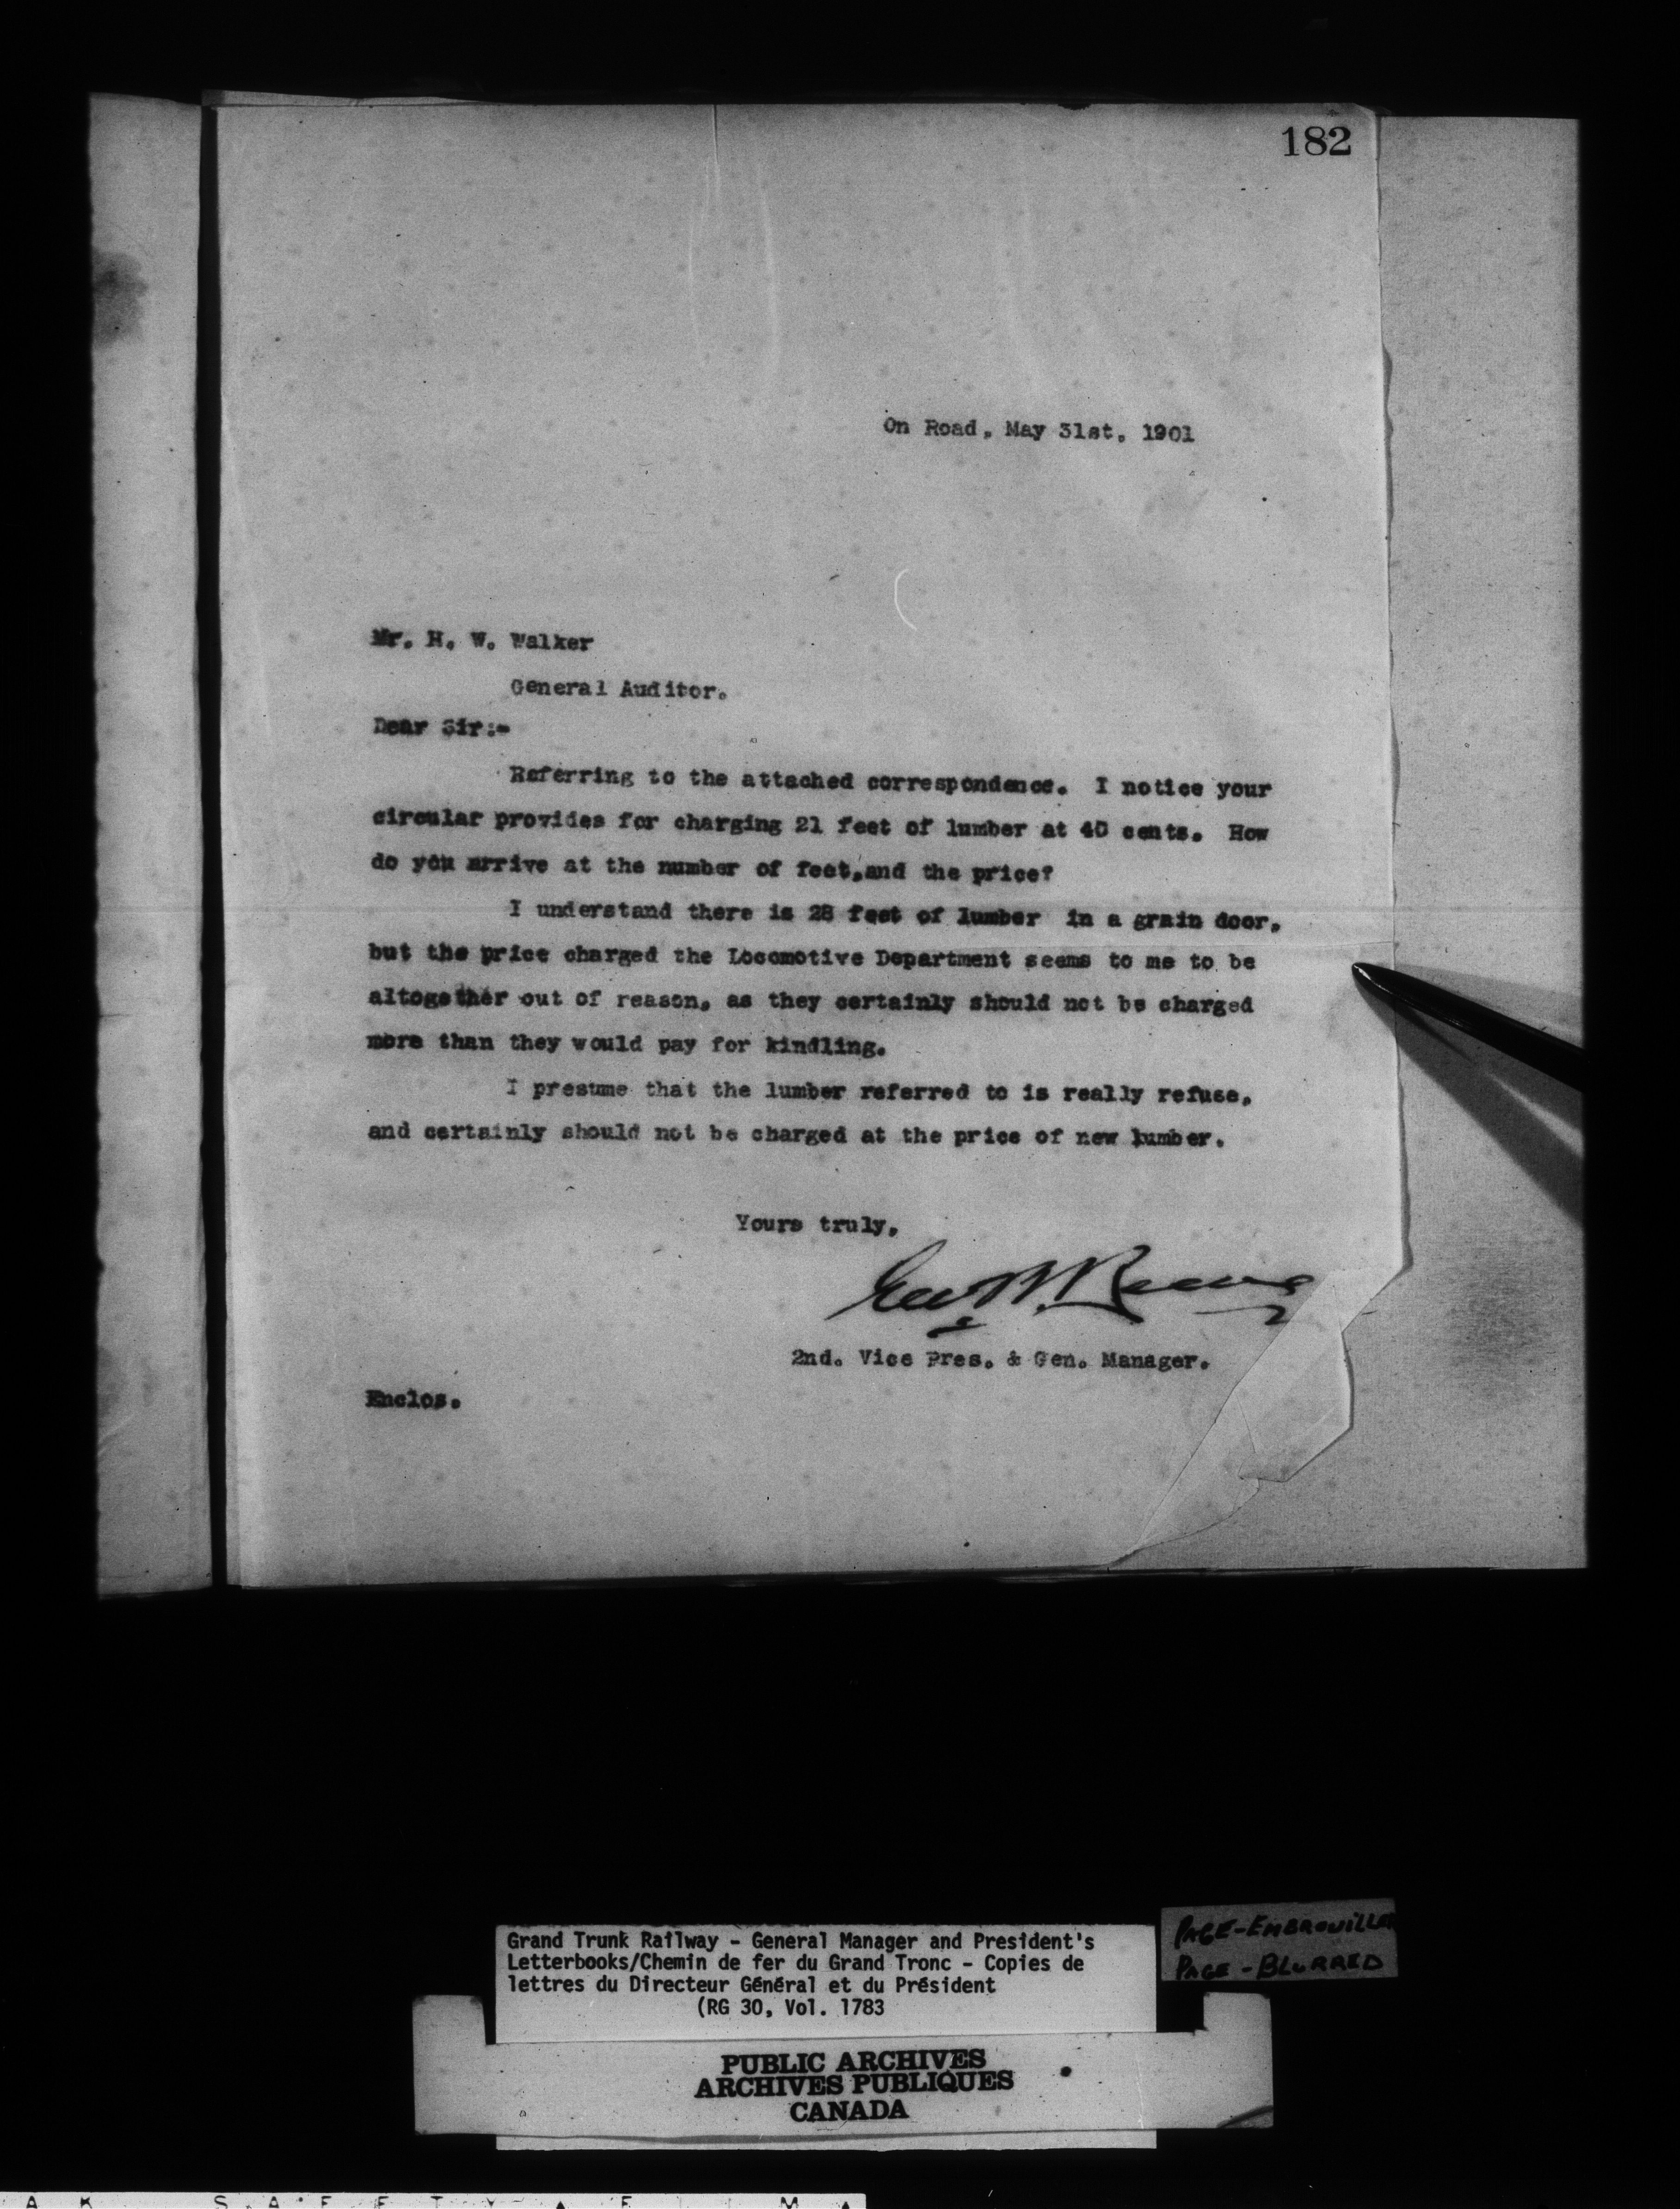 182
On Road, May 31st, 1901
Mr. H. W. Walker
General Auditor.
Dear Sir:-
Referring to the attached correspondence. I notice your
circular provides for charging 21 feet of lumber at 40 cents. How
do you arrive at the number of feet,and the price?
I understand there is 28 feet of lumber in a grain door,
but the price charged the Locomotive Department seems to me to be
altogether out of reason, as they certainly should not be charged
more than they would pay for kindling.
I presume that the lumber referred to is really refuse,
and certainly should not be charged at the price of new lumber.
Yours truly,
Geo. B. Reeve
2nd. Vice Pres. & Gen. Manager.
Enclos.
Grand Trunk Railway - General Manager and President's
Letterbooks/Chemin de fer du Grand Tronc - Copies de
lettres du Directeur Général et du Président
(RG 30, Vol. 1783
PAGE-EMBROUILLER
PAGE-BLURRED
PUBLIC ARCHIVES
ARCHIVES PUBLIQUES
CANADA